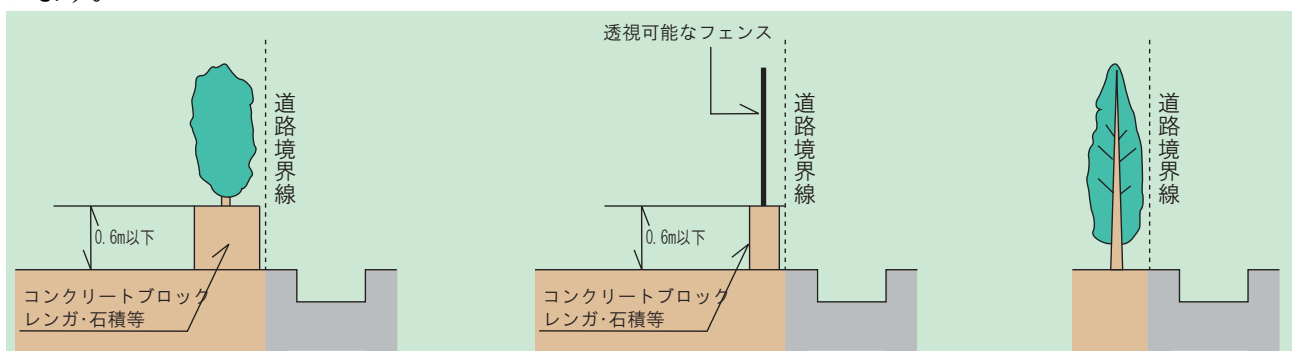 道路境界線
0.6m以下
コンクリートブロック
レンガ・石積等
透視可能なフェンス
道路境界線
0.6m以下
コンクリートブロック
レンガ・石積等
道路境界線